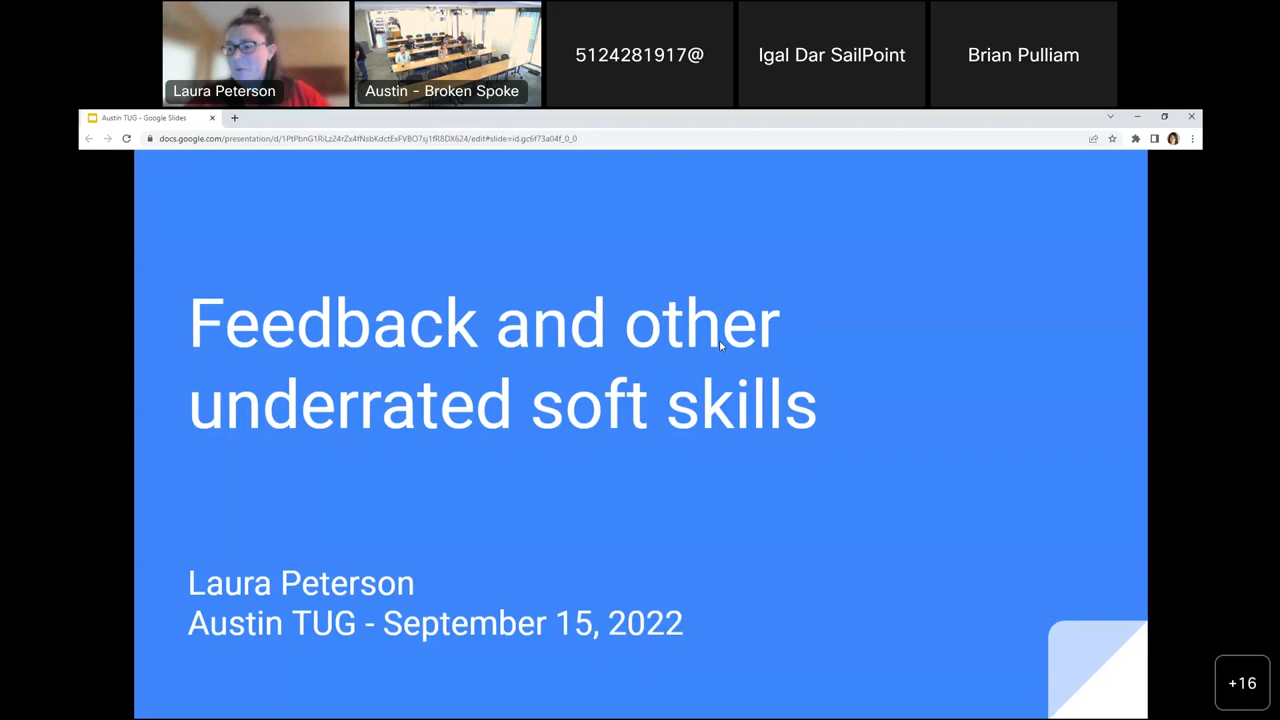 Laura Peterson
Austin - Broken Spoke
5124281917@
Igal Dar SailPoint
Brian Pulliam
Austin TUG - Google Slides
Feedback and other
underrated soft skills
Laura Peterson
Austin TUG - September 15, 2022
+16